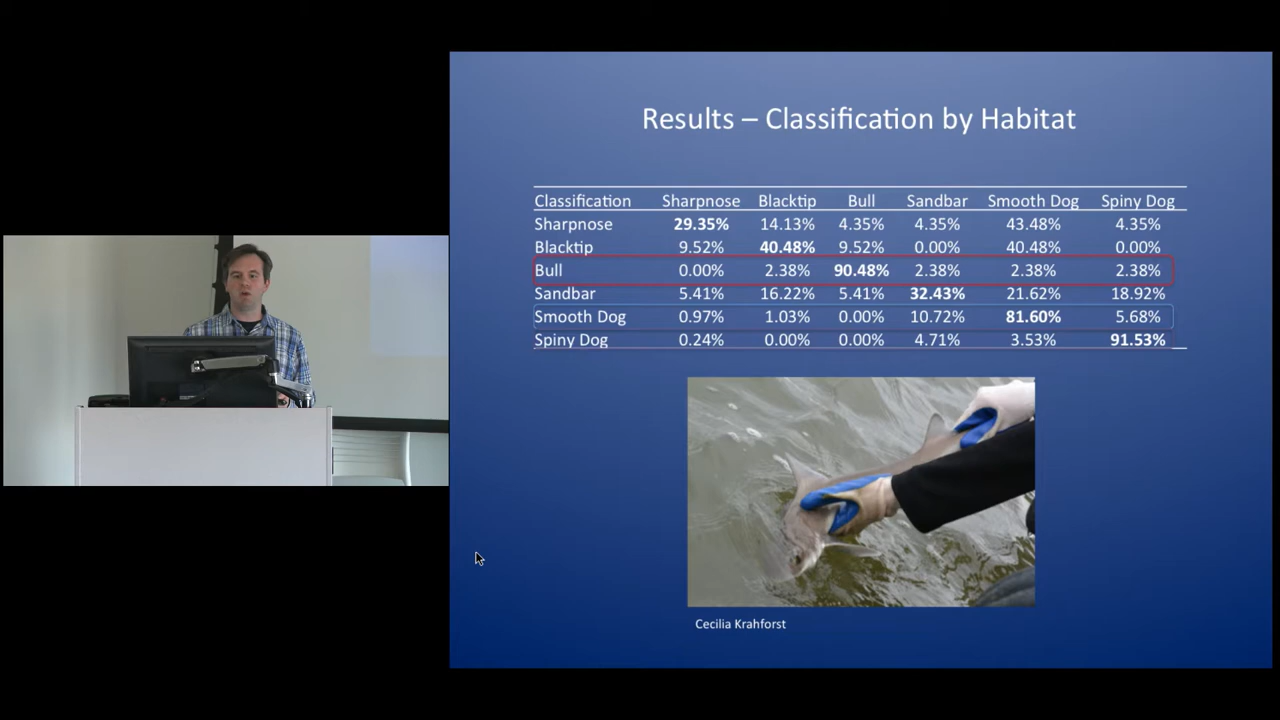 Results – Classification by Habitat
Classification Sharpnose Blacktip Bull Sandbar Smooth Dog Spiny Dog
Sharpnose 29.35% 14.13% 4.35% 4.35% 43.48% 4.35%
Blacktip 9.52% 40.48% 9.52% 0.00% 40.48% 0.00%
Bull 0.00% 2.38% 90.48% 2.38% 2.38% 2.38%
Sandbar 5.41% 16.22% 5.41% 32.43% 21.62% 18.92%
Smooth Dog 0.97% 1.03% 0.00% 10.72% 81.60% 5.68%
Spiny Dog 0.24% 0.00% 0.00% 4.71% 3.53% 91.53%
Cecilia Krahforst